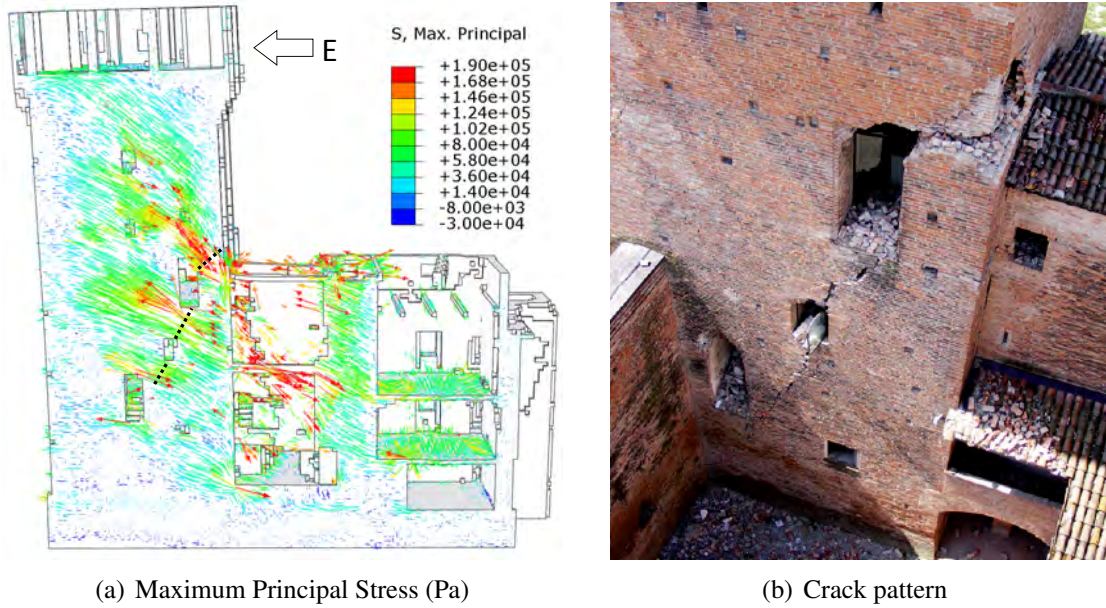 E
S, Max. Principal
+1.90e+05
+1.68e+05
+1.46e+05
+1.24e+05
+1.02e+05
+8.00e+04
+5.80e+04
+3.60e+04
+1.40e+04
-8.00e+03
-3.00e+04
(a) Maximum Principal Stress (Pa)
(b) Crack pattern